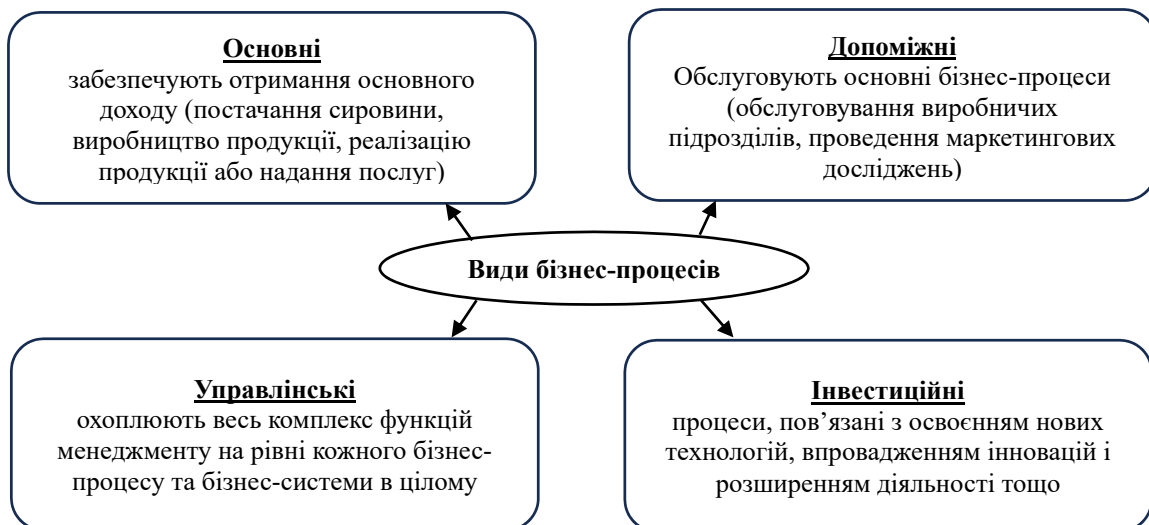 Основні
забезпечують отримання основного
доходу (постачання сировини,
виробництво продукції, реалізацію
продукції або надання послуг)
Допоміжні
Обслуговують основні бізнес-процеси
(обслуговування виробничих
підрозділів, проведення маркетингових
досліджень)
Види бізнес-процесів
Управлінські
охоплюють весь комплекс функцій
менеджменту на рівні кожного бізнес-
процесу та бізнес-системи в цілому
Інвестиційні
процеси, пов’язані з освоєнням нових
технологій, впровадженням інновацій і
розширенням діяльності тощо